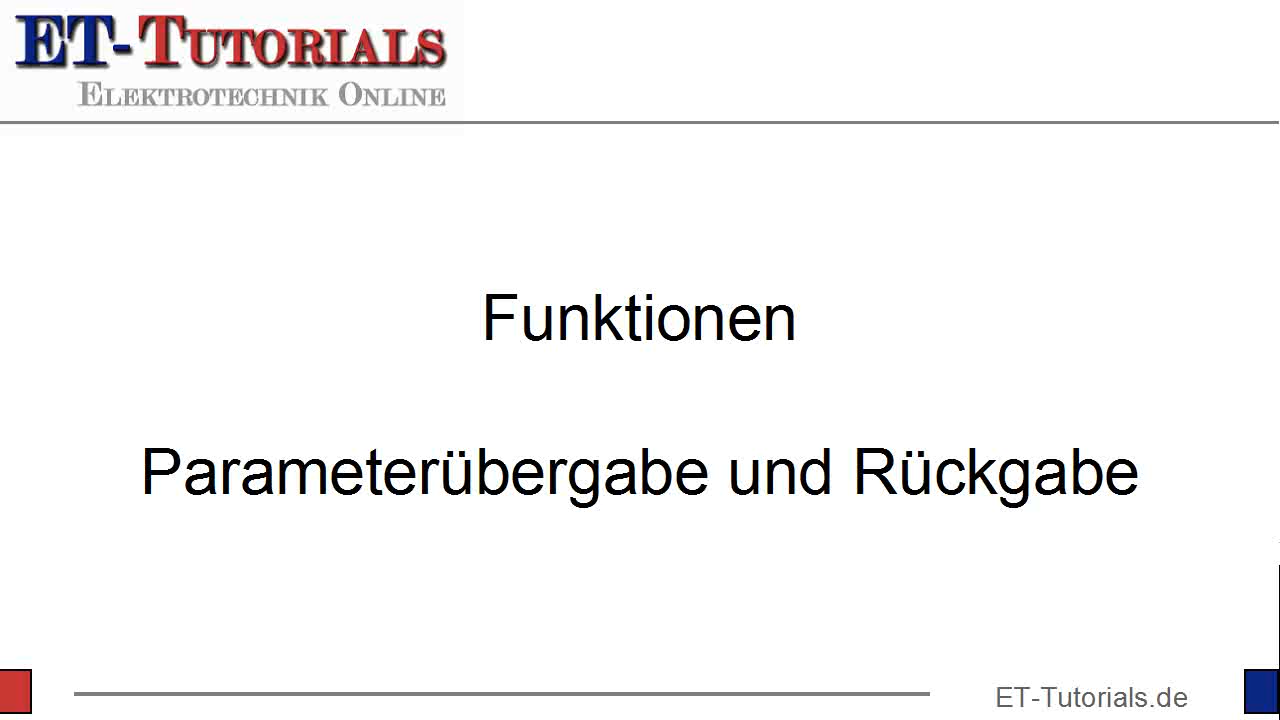 ET-Tutorials
Elektrotechnik Online
Funktionen
Parameterübergabe und Rückgabe
ET-Tutorials.de